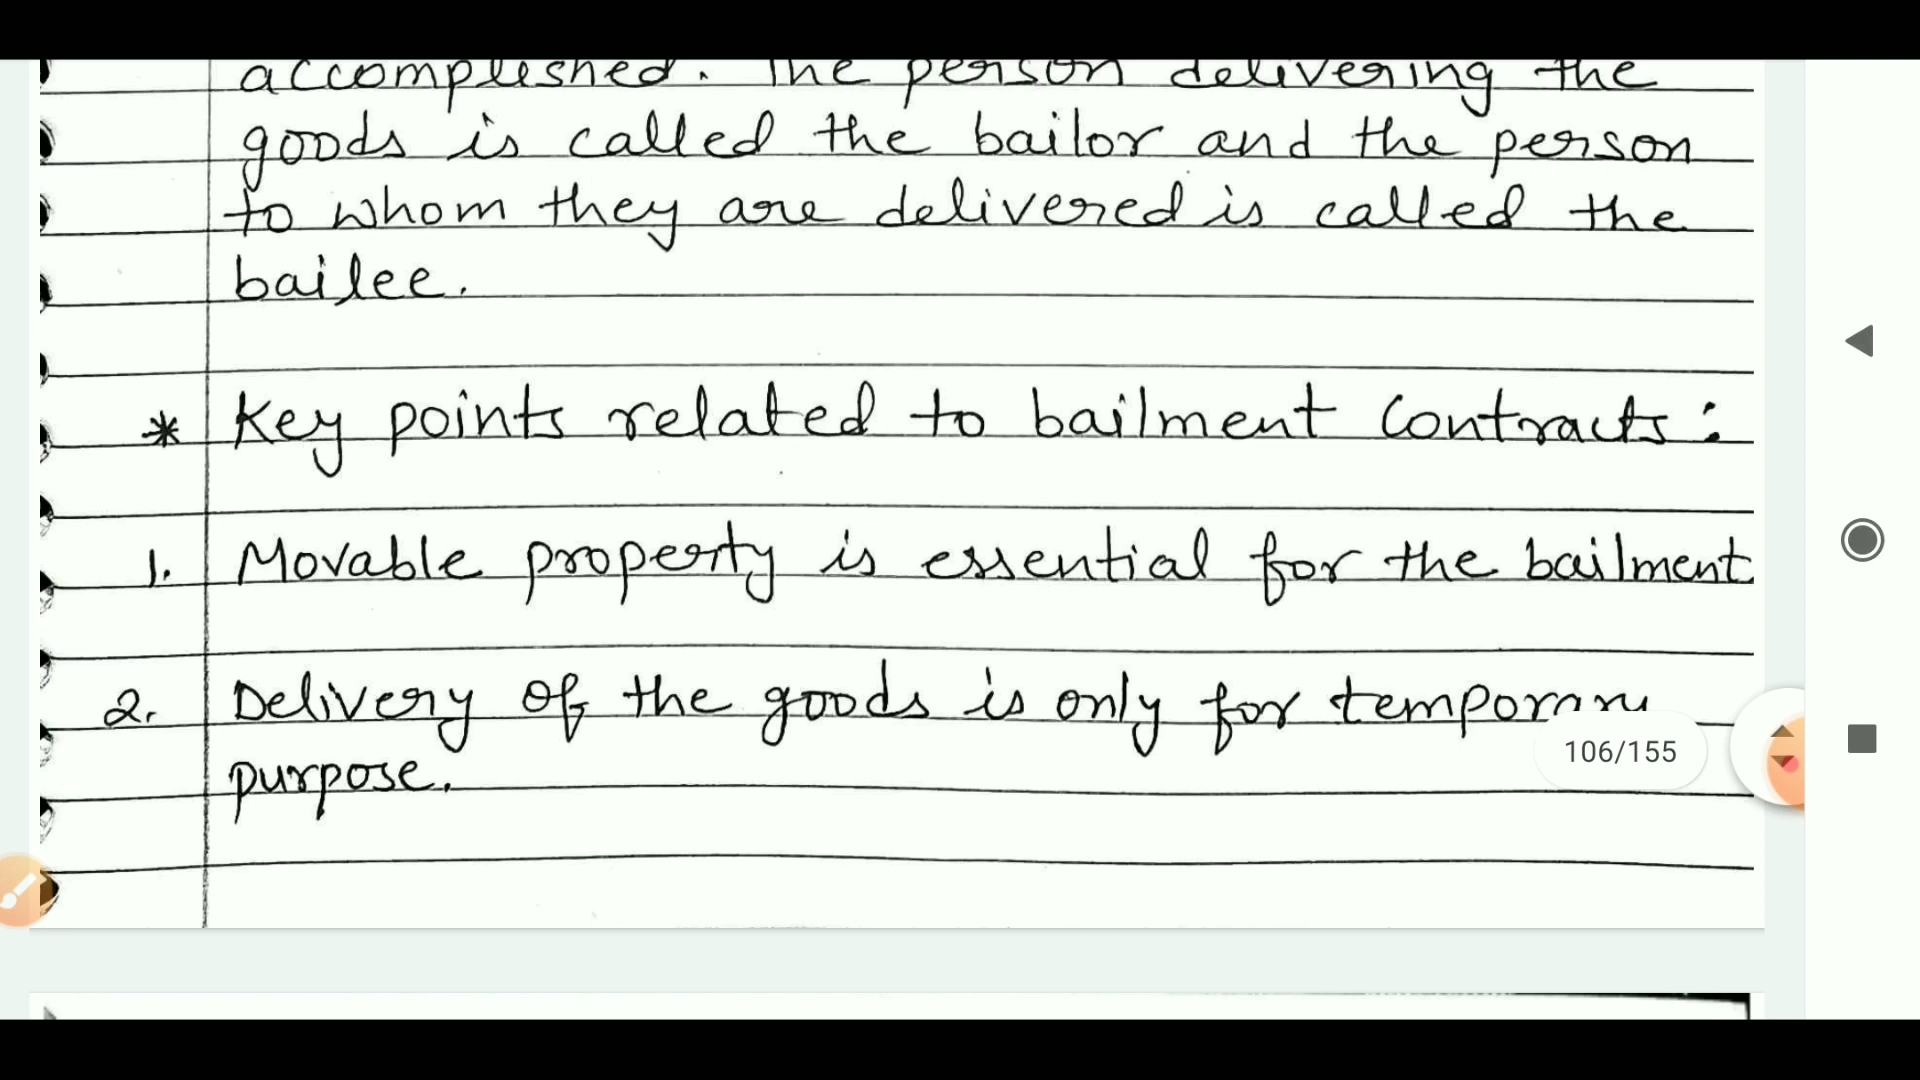 accomplished. The person delivering the
goods is called the bailor and the person
to whom they are delivered is called the
bailee.
* Key points related to bailment contracts:
1. Movable property is essential for the bailment
2. Delivery of the goods is only for temporary
purpose.
106/155